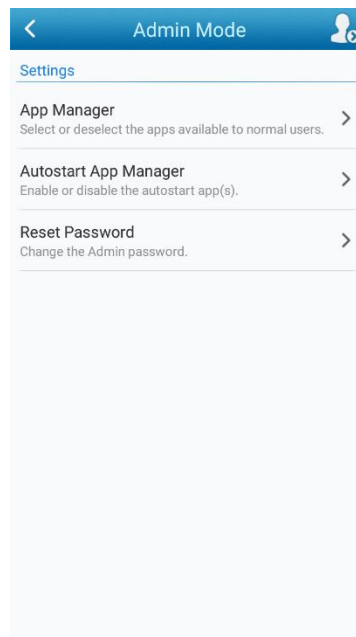 Admin Mode
Settings
App Manager
Select or deselect the apps available to normal users.
Autostart App Manager
Enable or disable the autostart app(s).
Reset Password
Change the Admin password.